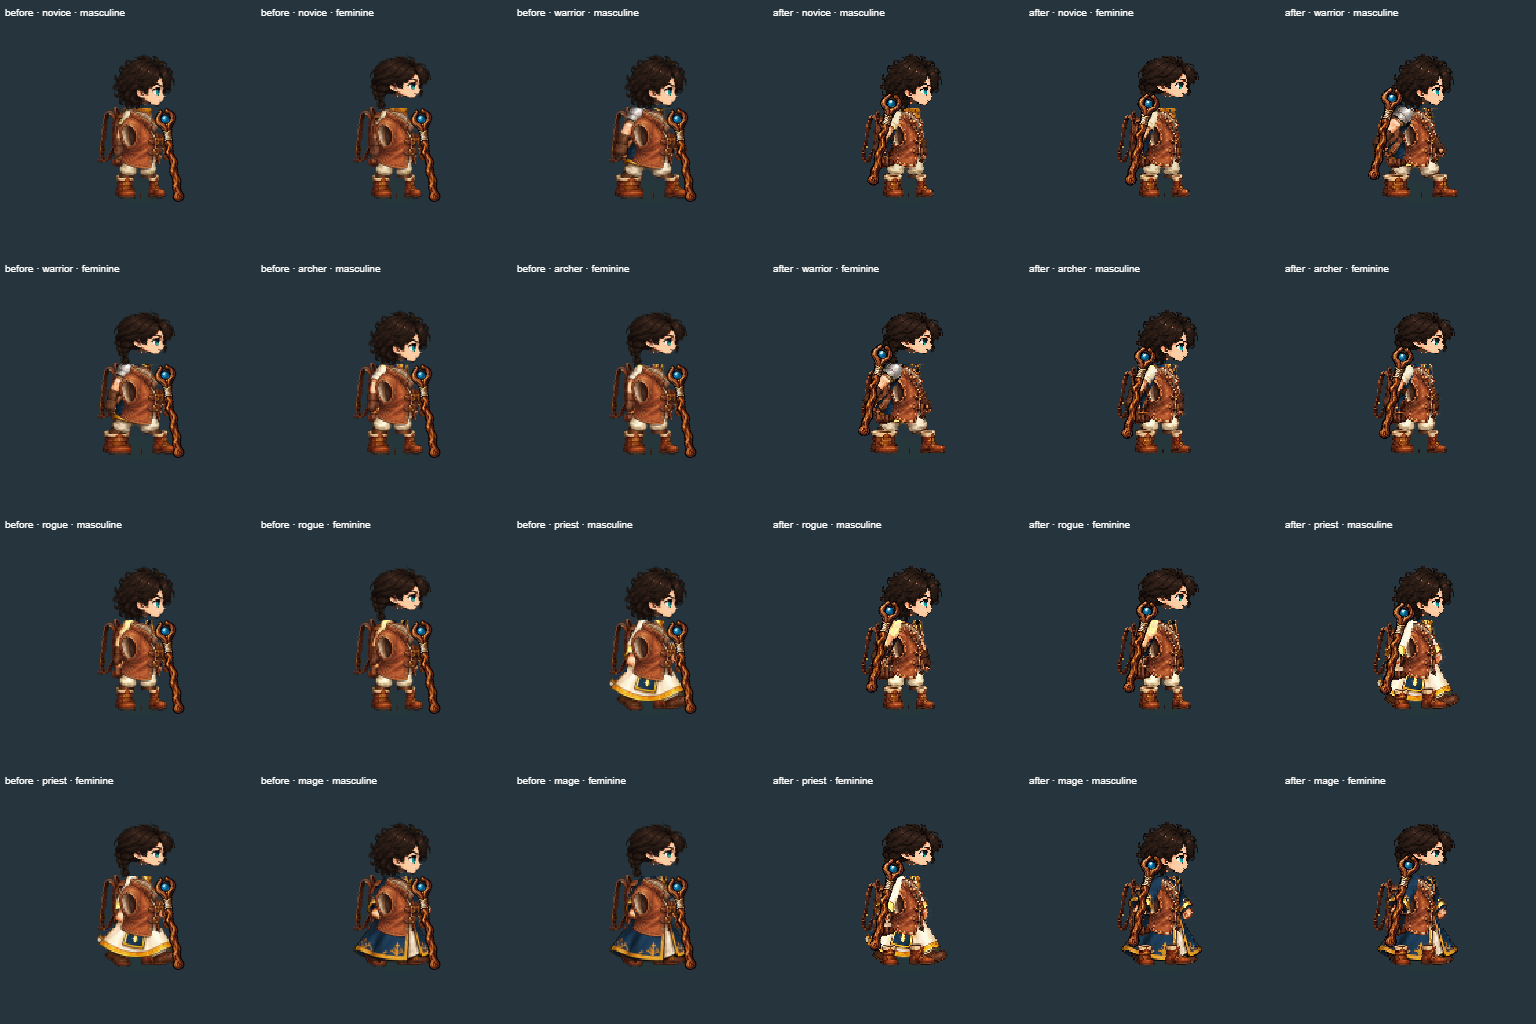 before · novice · masculine
before · novice · feminine
before · warrior · masculine
after · novice · masculine
after · novice · feminine
after · warrior · masculine
before · warrior · feminine
before · archer · masculine
before · archer · feminine
after · warrior · feminine
after · archer · masculine
after · archer · feminine
before · rogue · masculine
before · rogue · feminine
before · priest · masculine
after · rogue · masculine
after · rogue · feminine
after · priest · masculine
before · priest · feminine
before · mage · masculine
before · mage · feminine
after · priest · feminine
after · mage · masculine
after · mage · feminine